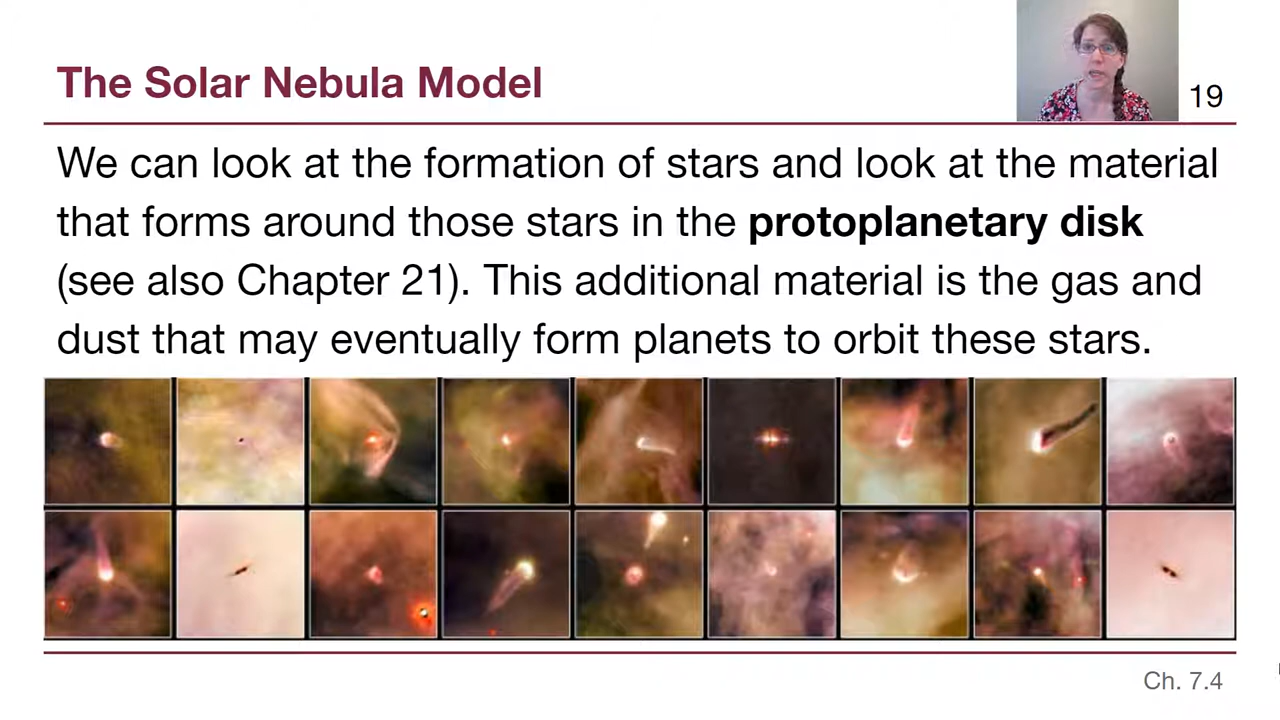 The Solar Nebula Model
19
We can look at the formation of stars and look at the material
that forms around those stars in the protoplanetary disk
(see also Chapter 21). This additional material is the gas and
dust that may eventually form planets to orbit these stars.
Ch. 7.4